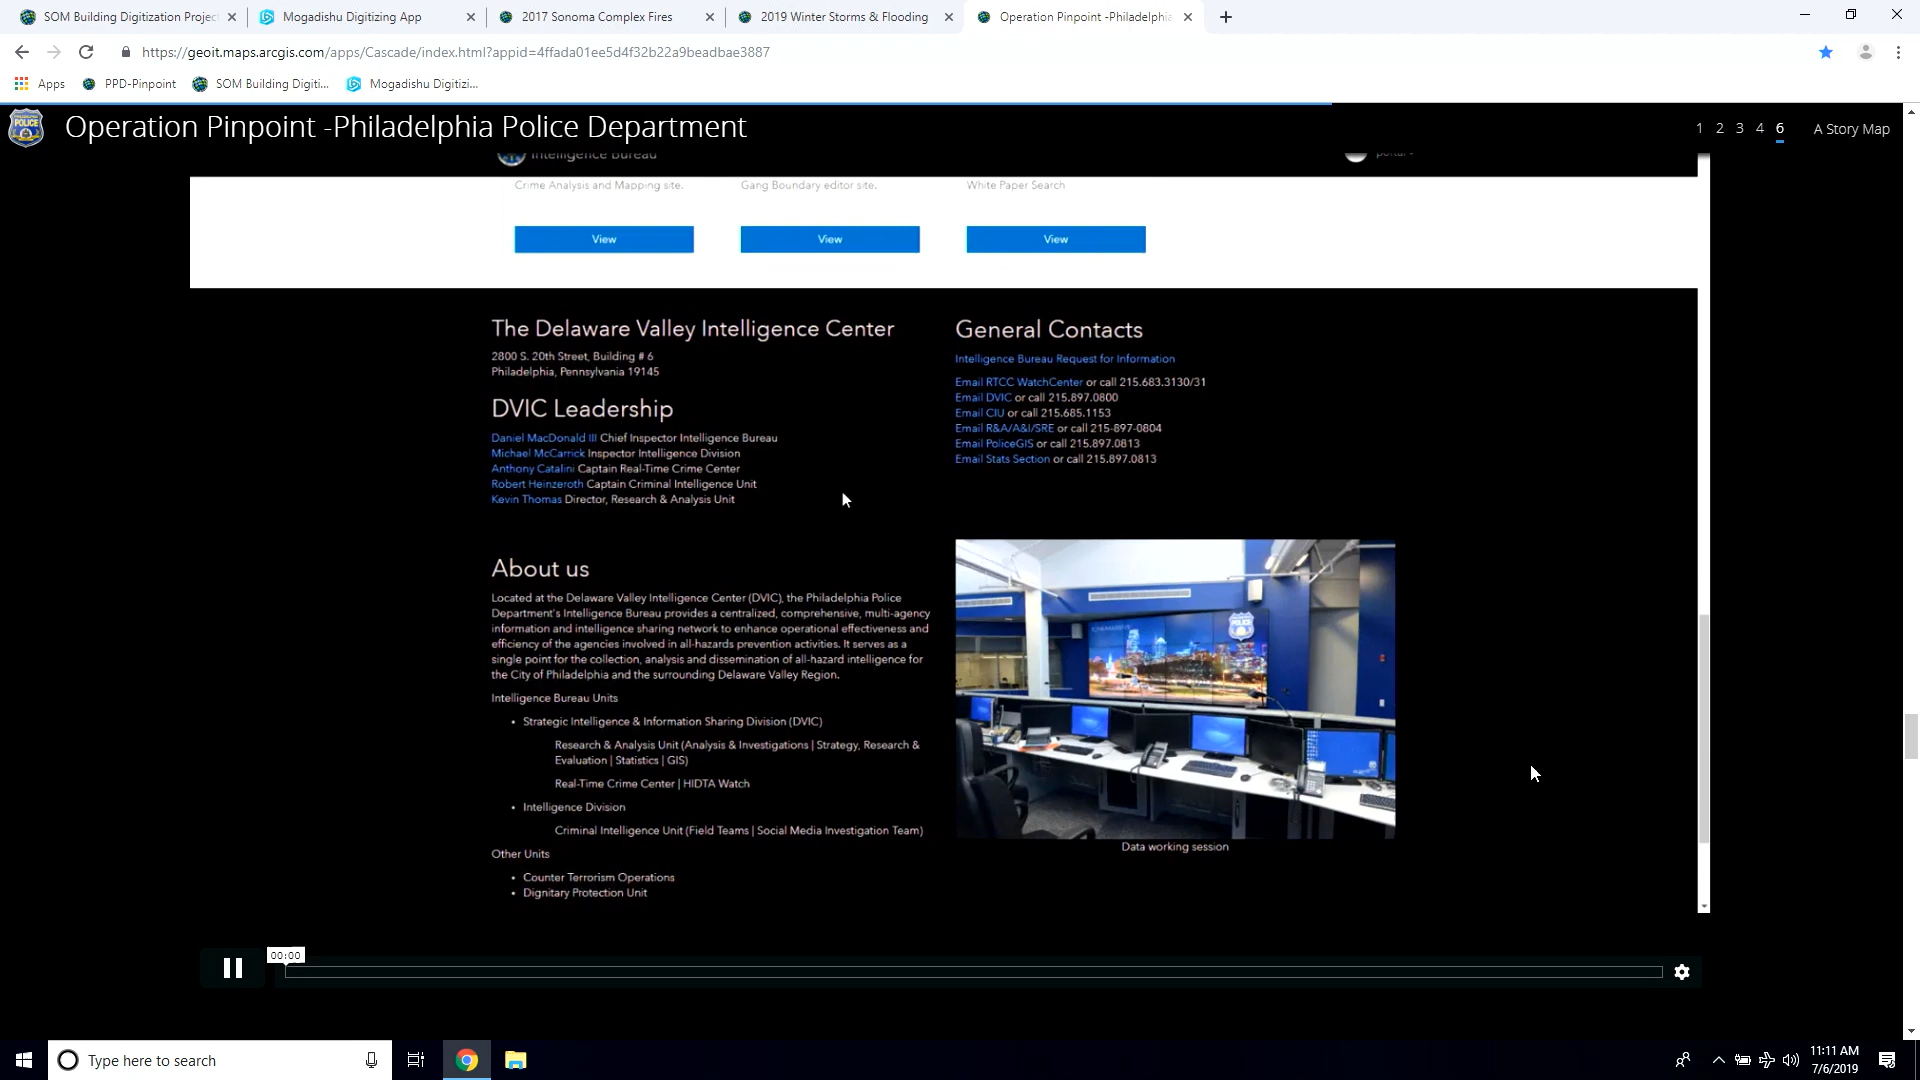 SOM Building Digitization Projec
Mogadishu Digitizing App
2017 Sonoma Complex Fires
2019 Winter Storms & Flooding
Operation Pinpoint -Philadelphia
https://geoit.maps.arcgis.com/apps/Cascade/index.html?appid=4ffada01ee5d4f32b22a9beadbae3887
Apps
PPD-Pinpoint
SOM Building Digiti...
Mogadishu Digitizi...
POLICE
Operation Pinpoint -Philadelphia Police Department
1 2 3 4 6
A Story Map
Intelligence Bureau
portal
Crime Analysis and Mapping site.
Gang Boundary editor site.
White Paper Search
View
View
View
The Delaware Valley Intelligence Center
2800 S. 20th Street, Building # 6
Philadelphia, Pennsylvania 19145
DVIC Leadership
Daniel MacDonald III Chief Inspector Intelligence Bureau
Michael McCarrick Inspector Intelligence Division
Anthony Catalini Captain Real-Time Crime Center
Robert Heinzeroth Captain Criminal Intelligence Unit
Kevin Thomas Director, Research & Analysis Unit
General Contacts
Intelligence Bureau Request for Information
Email RTCC WatchCenter or call 215.683.3130/31
Email DVIC or call 215.897.0800
Email CIU or call 215.685.1153
Email R&A/A&I/SRE or call 215-897-0804
Email PoliceGIS or call 215.897.0813
Email Stats Section or call 215.897.0813
About us
Located at the Delaware Valley Intelligence Center (DVIC), the Philadelphia Police
Department's Intelligence Bureau provides a centralized, comprehensive, multi-agency
information and intelligence sharing network to enhance operational effectiveness and
efficiency of the agencies involved in all-hazards prevention activities. It serves as a
single point for the collection, analysis and dissemination of all-hazard intelligence for
the City of Philadelphia and the surrounding Delaware Valley Region.
Intelligence Bureau Units
• Strategic Intelligence & Information Sharing Division (DVIC)
Research & Analysis Unit (Analysis & Investigations | Strategy, Research &
Evaluation | Statistics | GIS)
Real-Time Crime Center | HIDTA Watch
• Intelligence Division
Criminal Intelligence Unit (Field Teams | Social Media Investigation Team)
Other Units
• Counter Terrorism Operations
• Dignitary Protection Unit
POLICE
Data working session
00:00
Type here to search
11:11 AM
7/6/2019